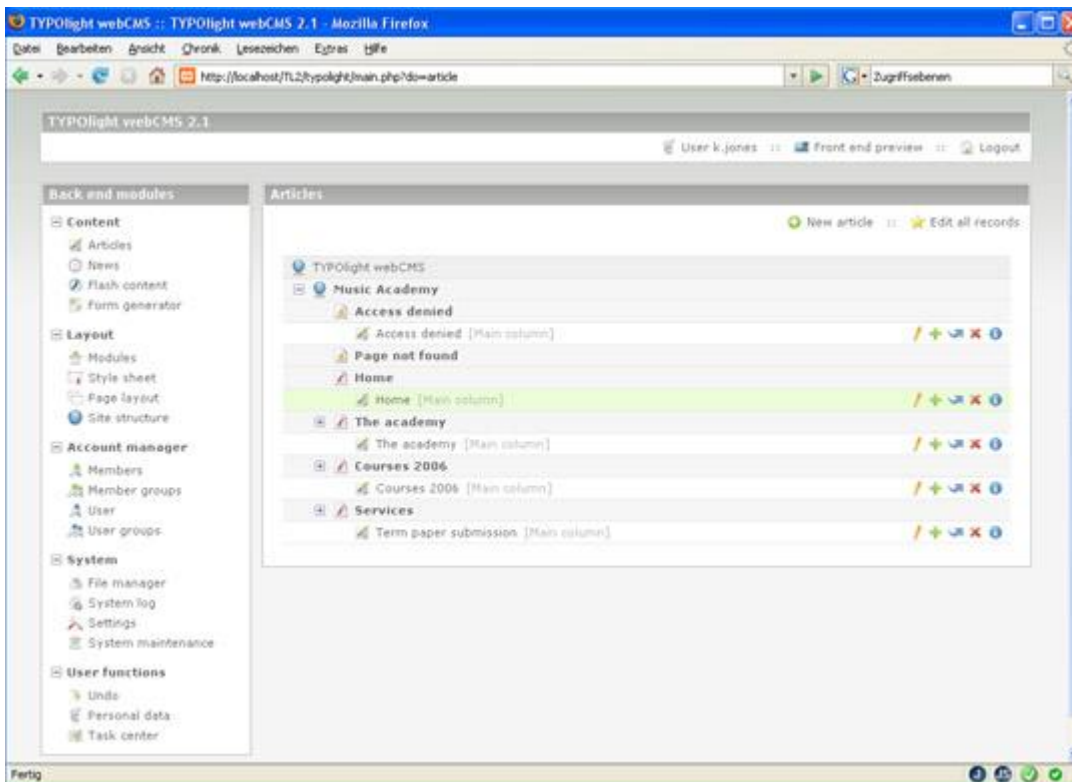 TYPOlight webCMS :: TYPOlight webCMS 2.1 - Mozilla Firefox
Datei Bearbeiten Ansicht Chronik Lesezeichen Extras Hilfe
http://localhost/TL2/typolight/main.php?do=article Zugriffsebenen
TYPOlight webCMS 2.1
User k.jones :: Front end preview :: Logout
Back end modules
Content
Articles
News
Flash content
Form generator
Layout
Modules
Style sheet
Page layout
Site structure
Account manager
Members
Member groups
User
User groups
System
File manager
System log
Settings
System maintenance
User functions
Undo
Personal data
Task center
Articles
New article :: Edit all records
TYPOlight webCMS
Music Academy
Access denied
Access denied [Main column]
Page not found
Home
Home [Main column]
The academy
The academy [Main column]
Courses 2006
Courses 2006 [Main column]
Services
Term paper submission [Main column]
Fertig